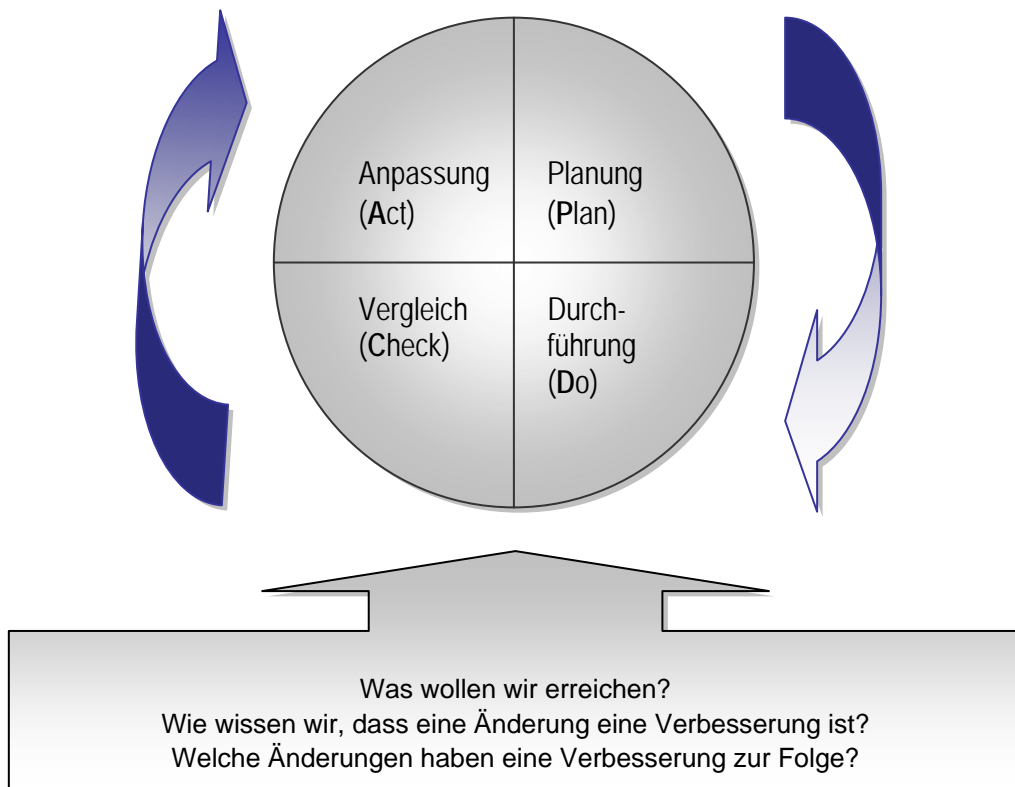 Anpassung
(Act)
Planung
(Plan)
Vergleich
(Check)
Durch-
führung
(Do)
Was wollen wir erreichen?
Wie wissen wir, dass eine Änderung eine Verbesserung ist?
Welche Änderungen haben eine Verbesserung zur Folge?